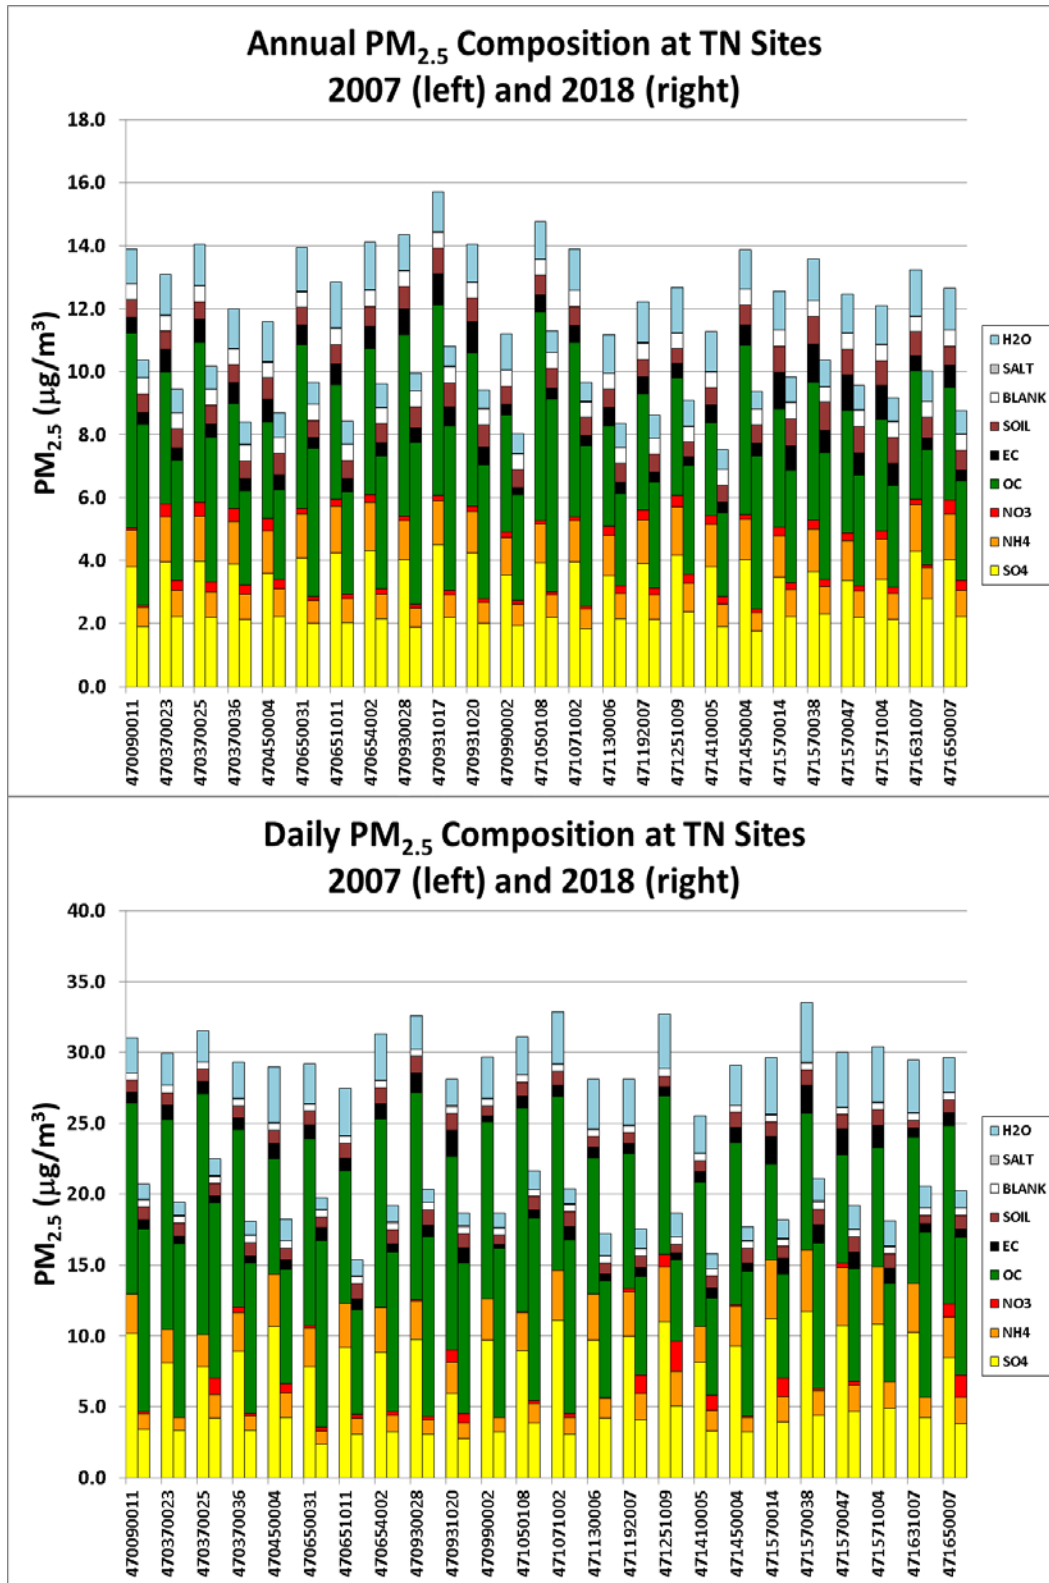 Annual PM2.5 Composition at TN Sites
2007 (left) and 2018 (right)
PM2.5 (µg/m³)
18.0
16.0
14.0
12.0
10.0
8.0
6.0
4.0
2.0
0.0
470090011
470370023
470370025
470370036
470450004
470650031
470651011
470654002
470930028
470931017
470931020
470990002
471050108
471071002
471130006
471192007
471251009
471410005
471450004
471570014
471570038
471570047
471571004
471631007
471650007
H2O
SALT
BLANK
SOIL
EC
OC
NO3
NH4
SO4
Daily PM2.5 Composition at TN Sites
2007 (left) and 2018 (right)
PM2.5 (µg/m³)
40.0
35.0
30.0
25.0
20.0
15.0
10.0
5.0
0.0
470090011
470370023
470370025
470370036
470450004
470650031
470651011
470654002
470930028
470931020
470990002
471050108
471071002
471130006
471192007
471251009
471410005
471450004
471570014
471570038
471570047
471571004
471631007
471650007
H2O
SALT
BLANK
SOIL
EC
OC
NO3
NH4
SO4